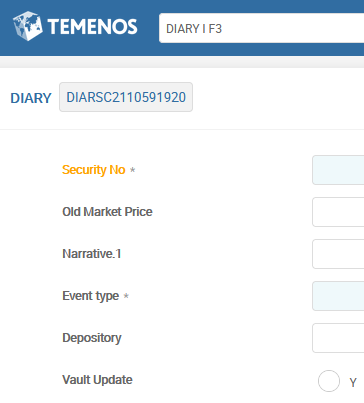 TEMENOS
DIARY I F3
DIARY DIARSC2110591920
Security No *
Old Market Price
Narrative.1
Event type *
Depository
Vault Update Y